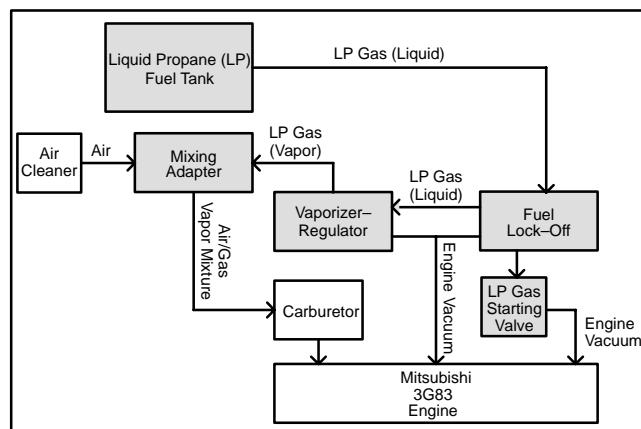 Liquid Propane (LP)
Fuel Tank
LP Gas (Liquid)
Air
Cleaner
Air
Mixing
Adapter
LP Gas
(Vapor)
LP Gas
(Liquid)
Vaporizer–
Regulator
Fuel
Lock–Off
Air/Gas
Vapor Mixture
Engine Vacuum
Carburetor
LP Gas
Starting
Valve
Engine
Vacuum
Mitsubishi
3G83
Engine